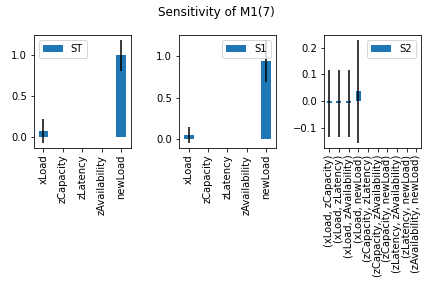 Sensitivity of M1(7)
ST
1.0
0.5
0.0
xLoad
zCapacity
zLatency
zAvailability
newLoad
S1
1.0
0.5
0.0
xLoad
zCapacity
zLatency
zAvailability
newLoad
S2
0.2
0.1
0.0
−0.1
(xLoad, zCapacity)
(xLoad, zLatency)
(xLoad, zAvailability)
(xLoad, newLoad)
(zCapacity, zLatency)
(zCapacity, zAvailability)
(zCapacity, newLoad)
(zLatency, zAvailability)
(zLatency, newLoad)
(zAvailability, newLoad)